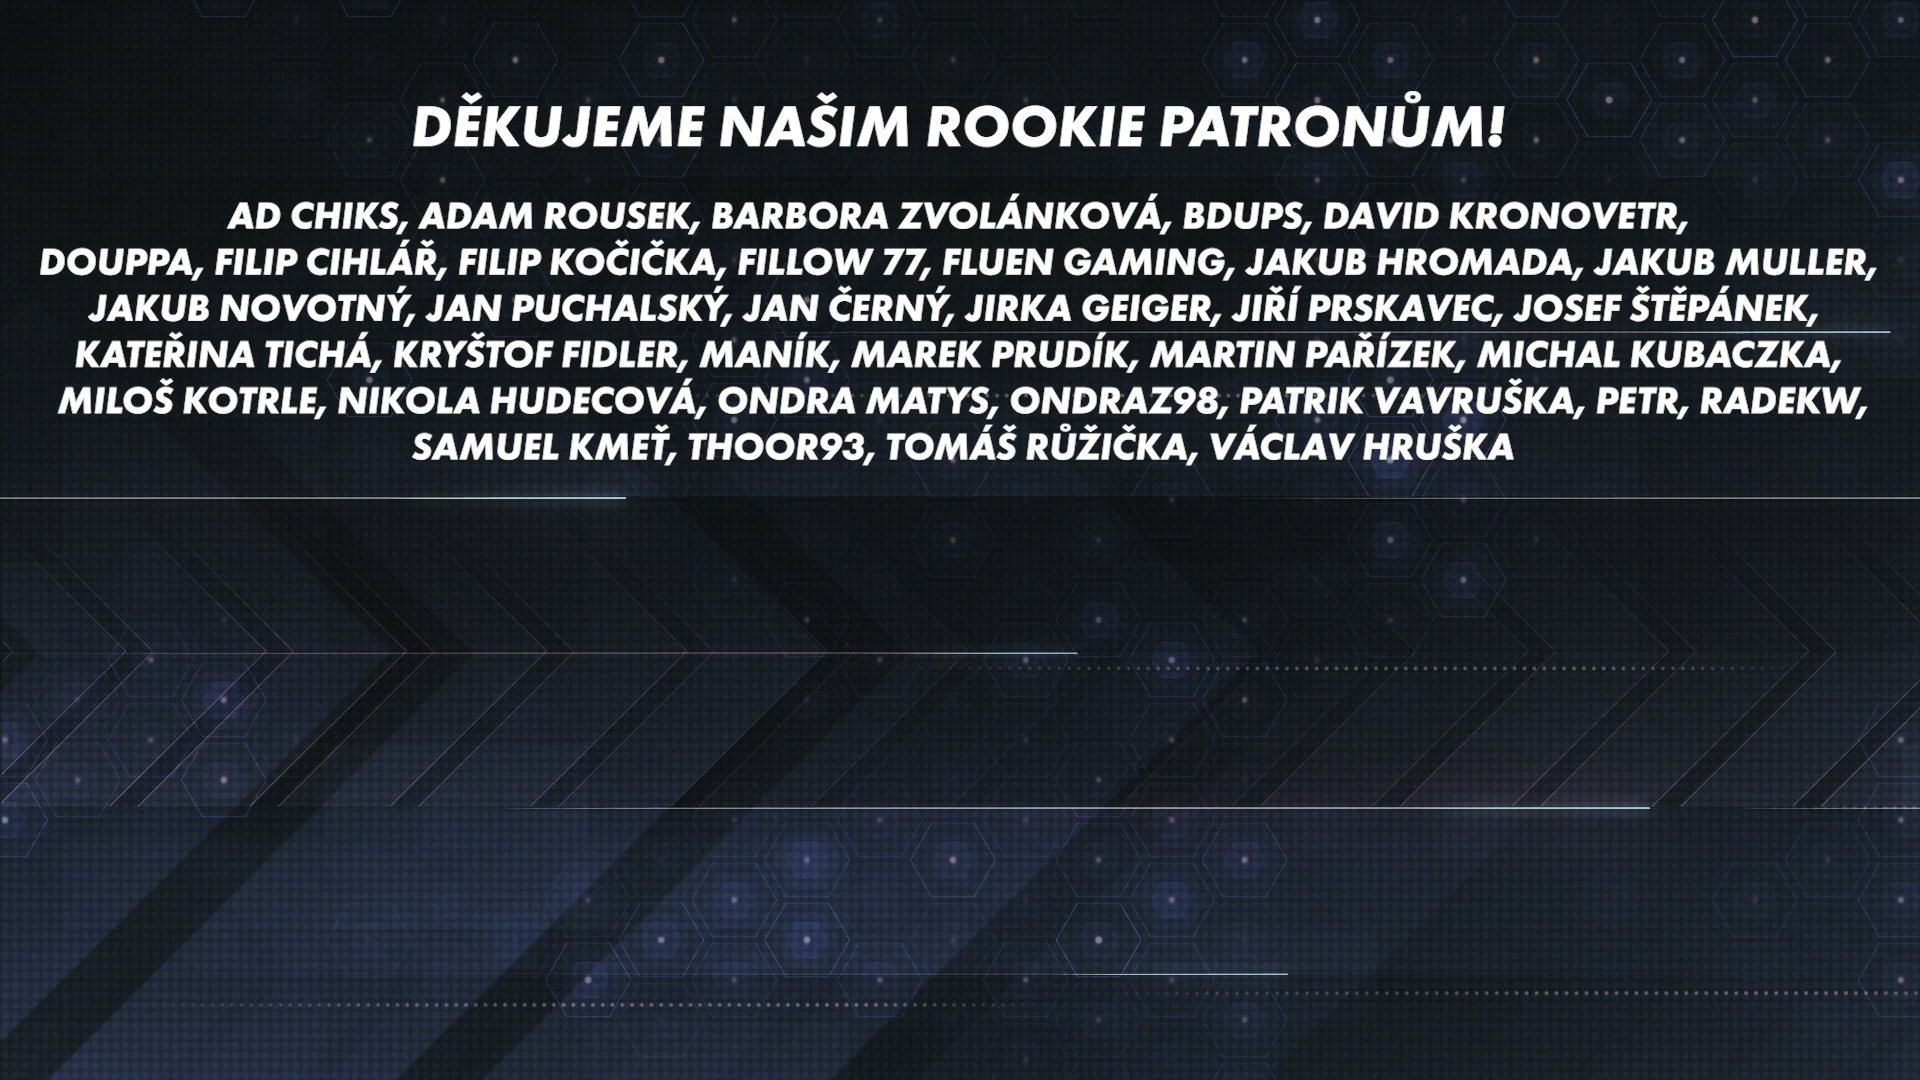 DĚKUJEME NAŠIM ROOKIE PATRONŮM!
AD CHIKS, ADAM ROUSEK, BARBORA ZVOLÁNKOVÁ, BDUPS, DAVID KRONOVETR,
DOUPPA, FILIP CIHLÁŘ, FILIP KOČIČKA, FILLOW 77, FLUEN GAMING, JAKUB HROMADA, JAKUB MULLER,
JAKUB NOVOTNÝ, JAN PUCHALSKÝ, JAN ČERNÝ, JIRKA GEIGER, JIŘÍ PRSKAVEC, JOSEF ŠTĚPÁNEK,
KATEŘINA TICHÁ, KRYŠTOF FIDLER, MANÍK, MAREK PRUDÍK, MARTIN PAŘÍZEK, MICHAL KUBACZKA,
MILOŠ KOTRLE, NIKOLA HUDECOVÁ, ONDRA MATYS, ONDRAZ98, PATRIK VAVRUŠKA, PETR, RADEKW,
SAMUEL KMEŤ, THOOR93, TOMÁŠ RŮŽIČKA, VÁCLAV HRUŠKA